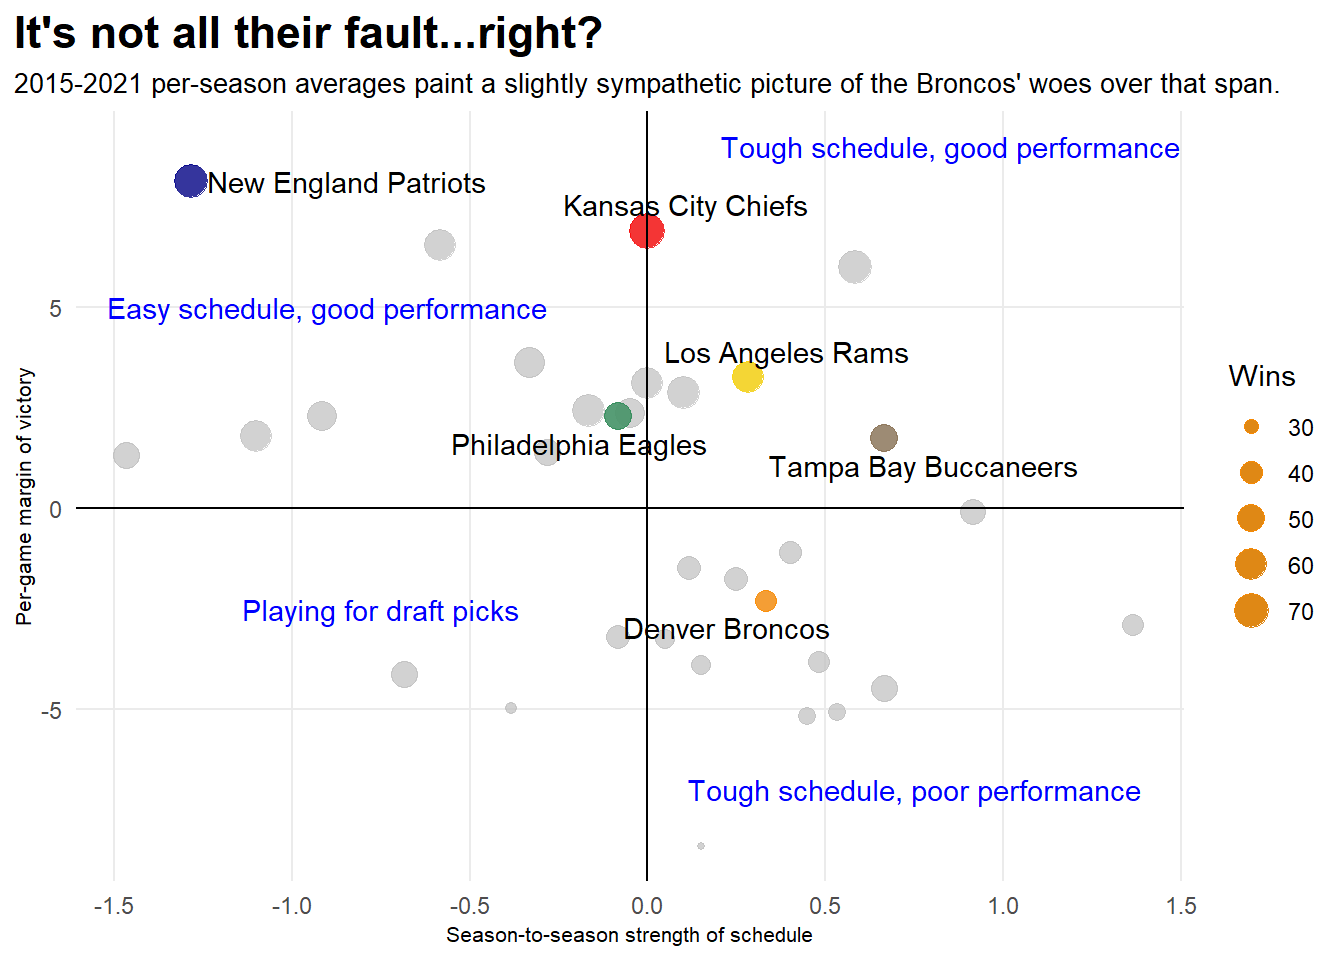 It's not all their fault...right?
2015-2021 per-season averages paint a slightly sympathetic picture of the Broncos' woes over that span.
Tough schedule, good performance
New England Patriots
Kansas City Chiefs
Easy schedule, good performance
Los Angeles Rams
Philadelphia Eagles
Tampa Bay Buccaneers
Playing for draft picks
Denver Broncos
Tough schedule, poor performance
Per-game margin of victory
5
0
-5
-1.5
-1.0
-0.5
0.0
0.5
1.0
1.5
Season-to-season strength of schedule
Wins
30
40
50
60
70